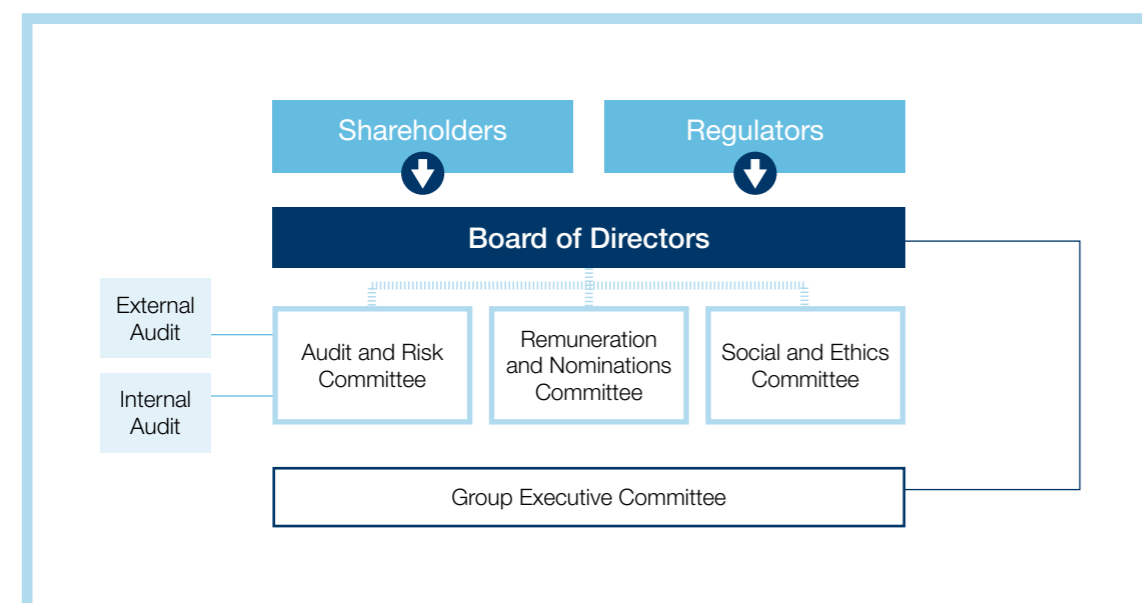 Shareholders
Regulators
Board of Directors
External
Audit
Internal
Audit
Audit and Risk
Committee
Remuneration
and Nominations
Committee
Social and Ethics
Committee
Group Executive Committee